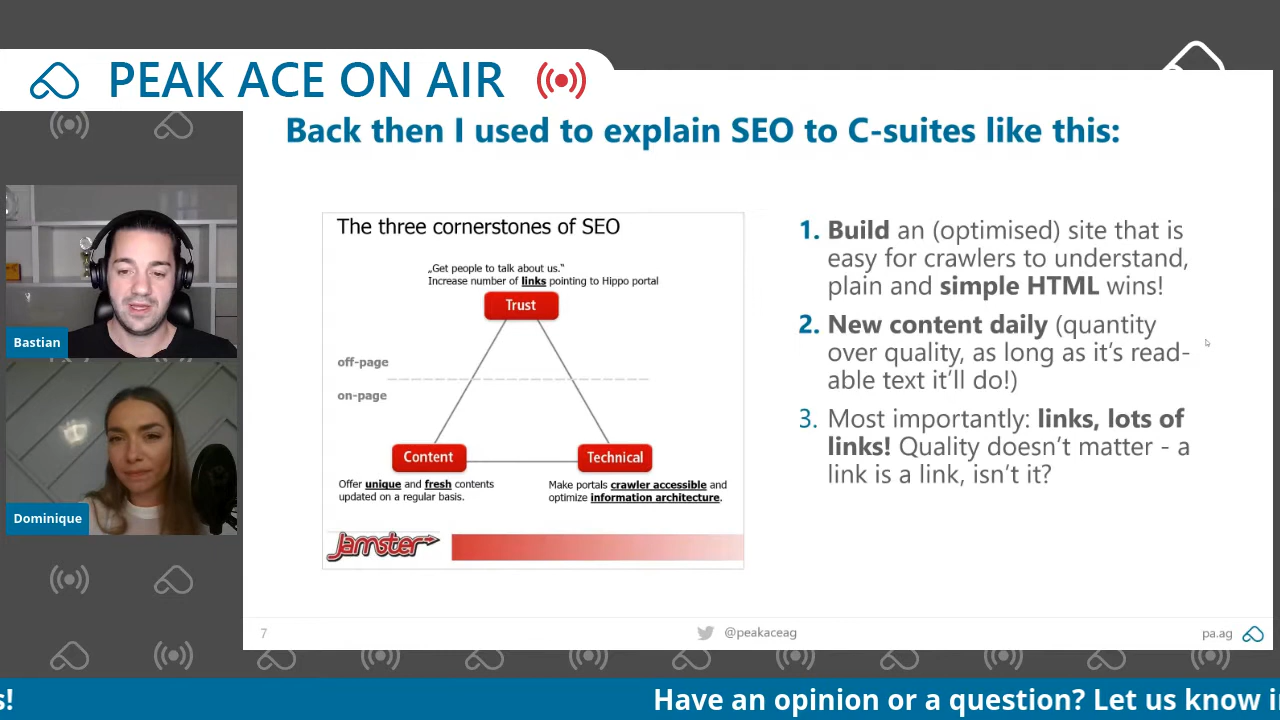 PEAK ACE ON AIR
Back then I used to explain SEO to C-suites like this:
Bastian
Dominique
The three cornerstones of SEO
„Get people to talk about us.“
Increase number of links pointing to Hippo portal
Trust
off-page
on-page
Content
Technical
Offer unique and fresh contents
updated on a regular basis.
Make portals crawler accessible and
optimize information architecture.
Jamster
1. Build an (optimised) site that is
easy for crawlers to understand,
plain and simple HTML wins!
2. New content daily (quantity
over quality, as long as it’s read-
able text it’ll do!)
3. Most importantly: links, lots of
links! Quality doesn’t matter - a
link is a link, isn’t it?
7
@peakaceag
pa.ag
s!
Have an opinion or a question? Let us know i